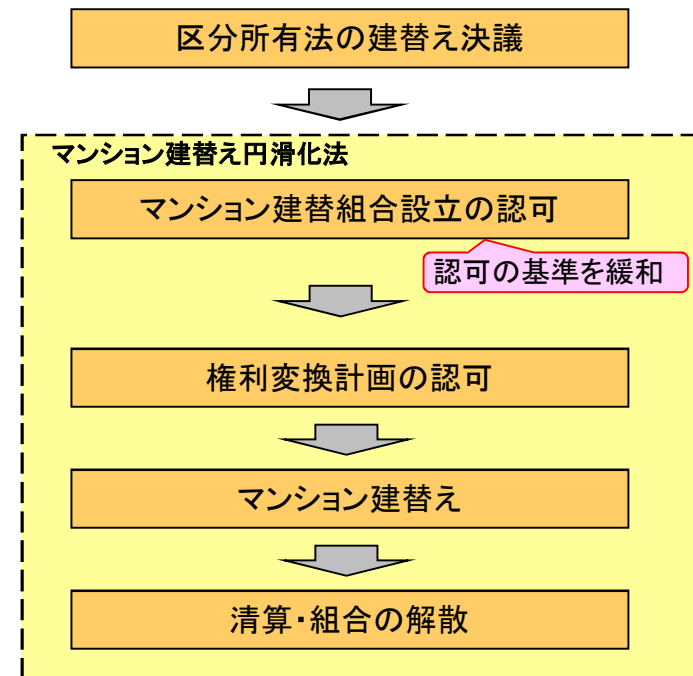 区分所有法の建替え決議
マンション建替え円滑化法
マンション建替組合設立の認可
認可の基準を緩和
権利変換計画の認可
マンション建替え
清算・組合の解散